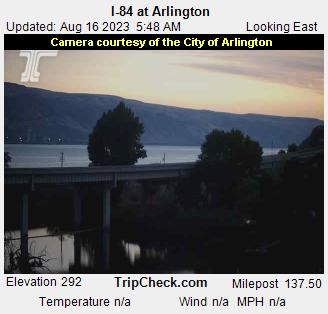 I-84 at Arlington
Updated: Aug 16 2023 5:48 AM Looking East
Camera courtesy of the City of Arlington
Elevation 292 TripCheck.com Milepost 137.50
Temperature n/a Wind n/a MPH n/a